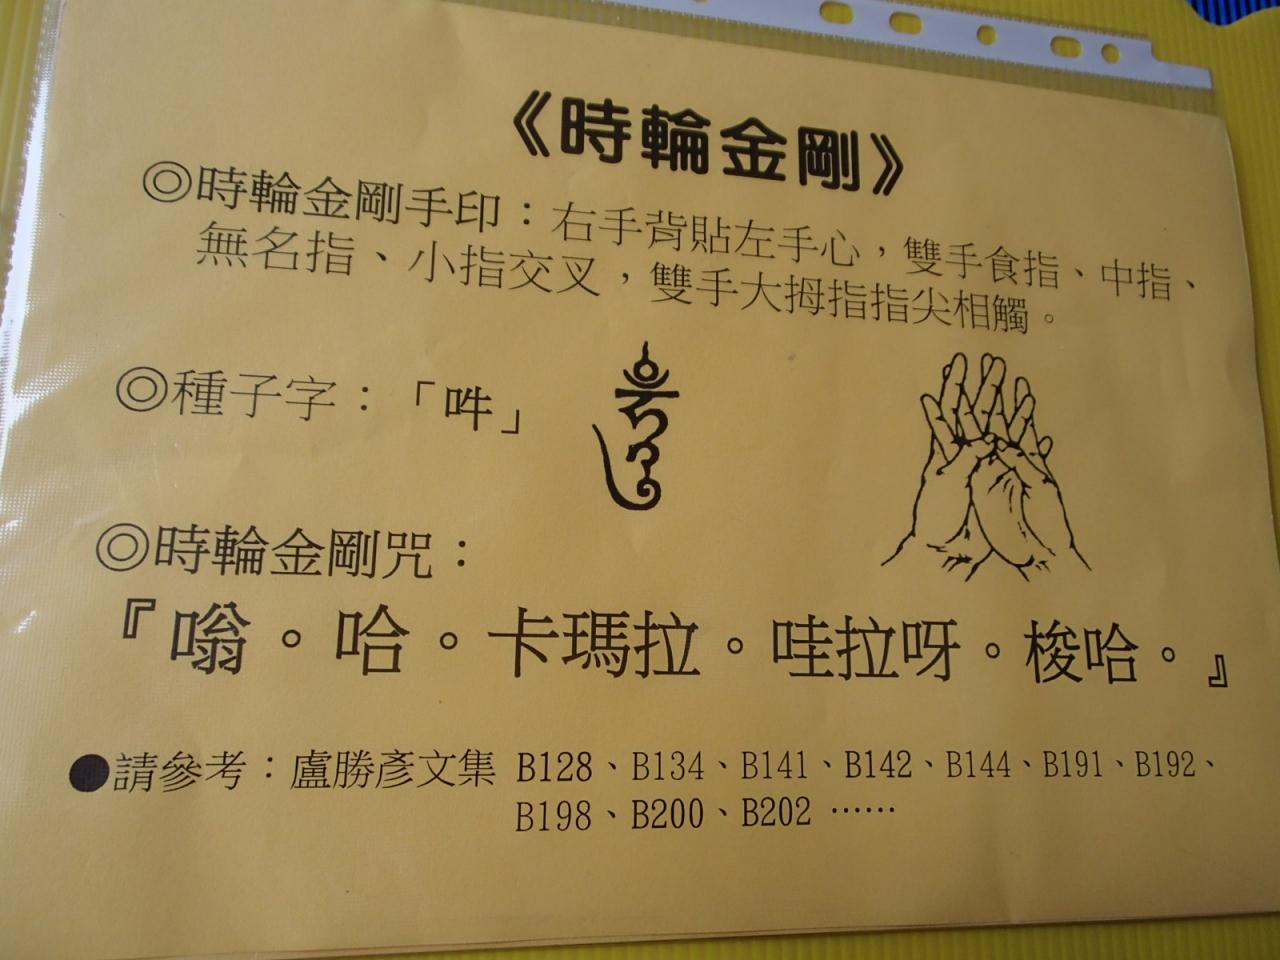 《時輪金剛》
◎時輪金剛手印：右手背貼左手心，雙手食指、中指、
無名指、小指交叉，雙手大拇指指尖相觸。
◎種子字：「吽」
◎時輪金剛咒：
『嗡。哈。卡瑪拉。哇拉呀。梭哈。』
●請參考：盧勝彥文集 B128、B134、B141、B142、B144、B191、B192、
B198、B200、B202 ⋯⋯